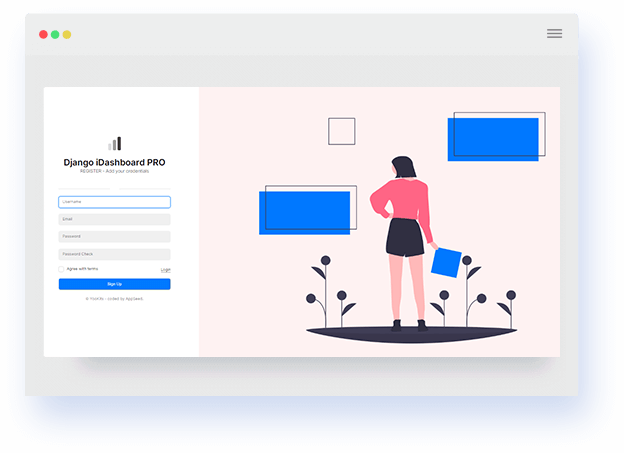 Django iDashboard PRO
REGISTER - Add your credentials
Username
Email
Password
Password Check
Agree with terms
Login
Sign Up
coded by AppSeed